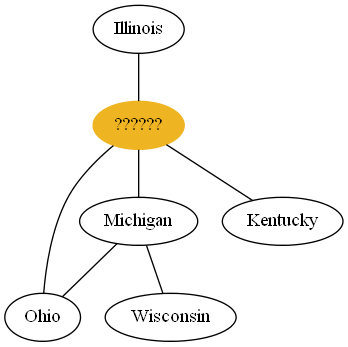 Illinois
??????
Michigan
Kentucky
Ohio
Wisconsin